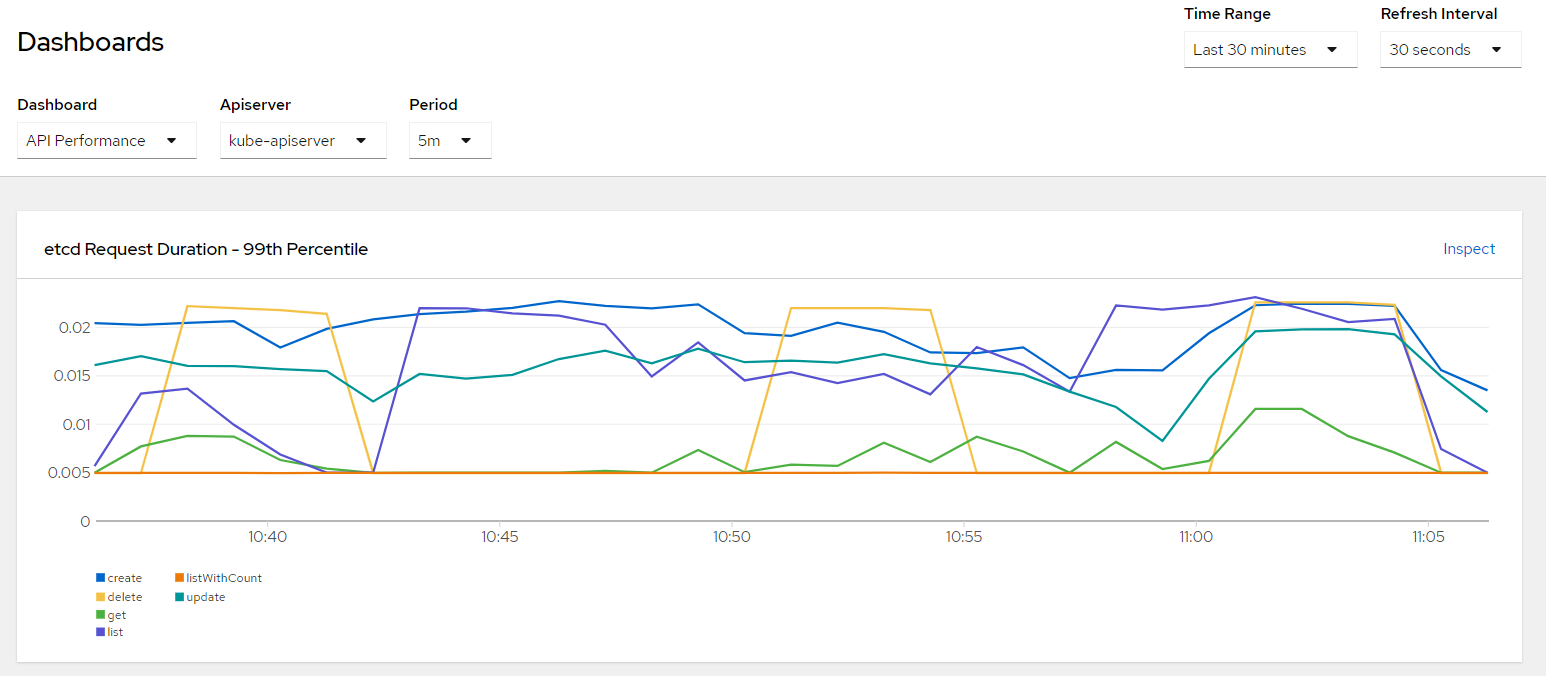 Dashboards
Time Range
Refresh Interval
Last 30 minutes
30 seconds
Dashboard
Apiserver
Period
API Performance
kube-apiserver
5m
etcd Request Duration - 99th Percentile
Inspect
0.02
0.015
0.01
0.005
0
10:40
10:45
10:50
10:55
11:00
11:05
create
listWithCount
delete
update
get
list